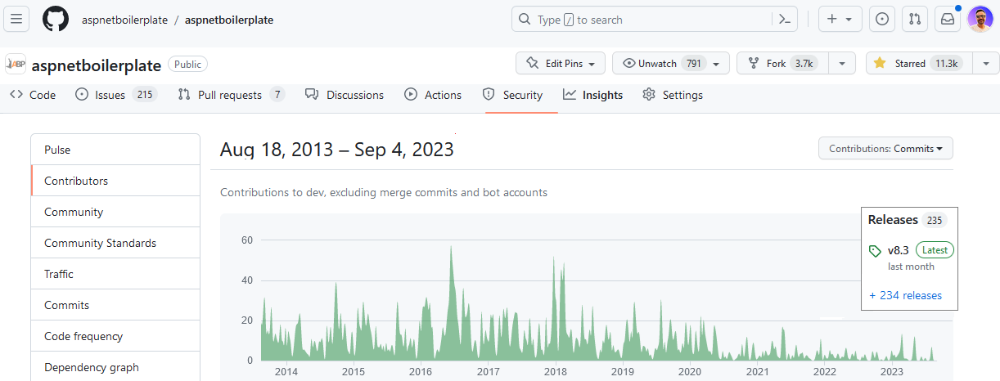 aspnetboilerplate / aspnetboilerplate
Type / to search
aspnetboilerplate Public
Edit Pins
Unwatch 791
Fork 3.7k
Starred 11.3k
Code
Issues 215
Pull requests 7
Discussions
Actions
Security
Insights
Settings
Pulse
Contributors
Community
Community Standards
Traffic
Commits
Code frequency
Dependency graph
Aug 18, 2013 – Sep 4, 2023
Contributions: Commits
Contributions to dev, excluding merge commits and bot accounts
Releases 235
v8.3 Latest
last month
+ 234 releases
60
40
20
0
2014 2015 2016 2017 2018 2019 2020 2021 2022 2023